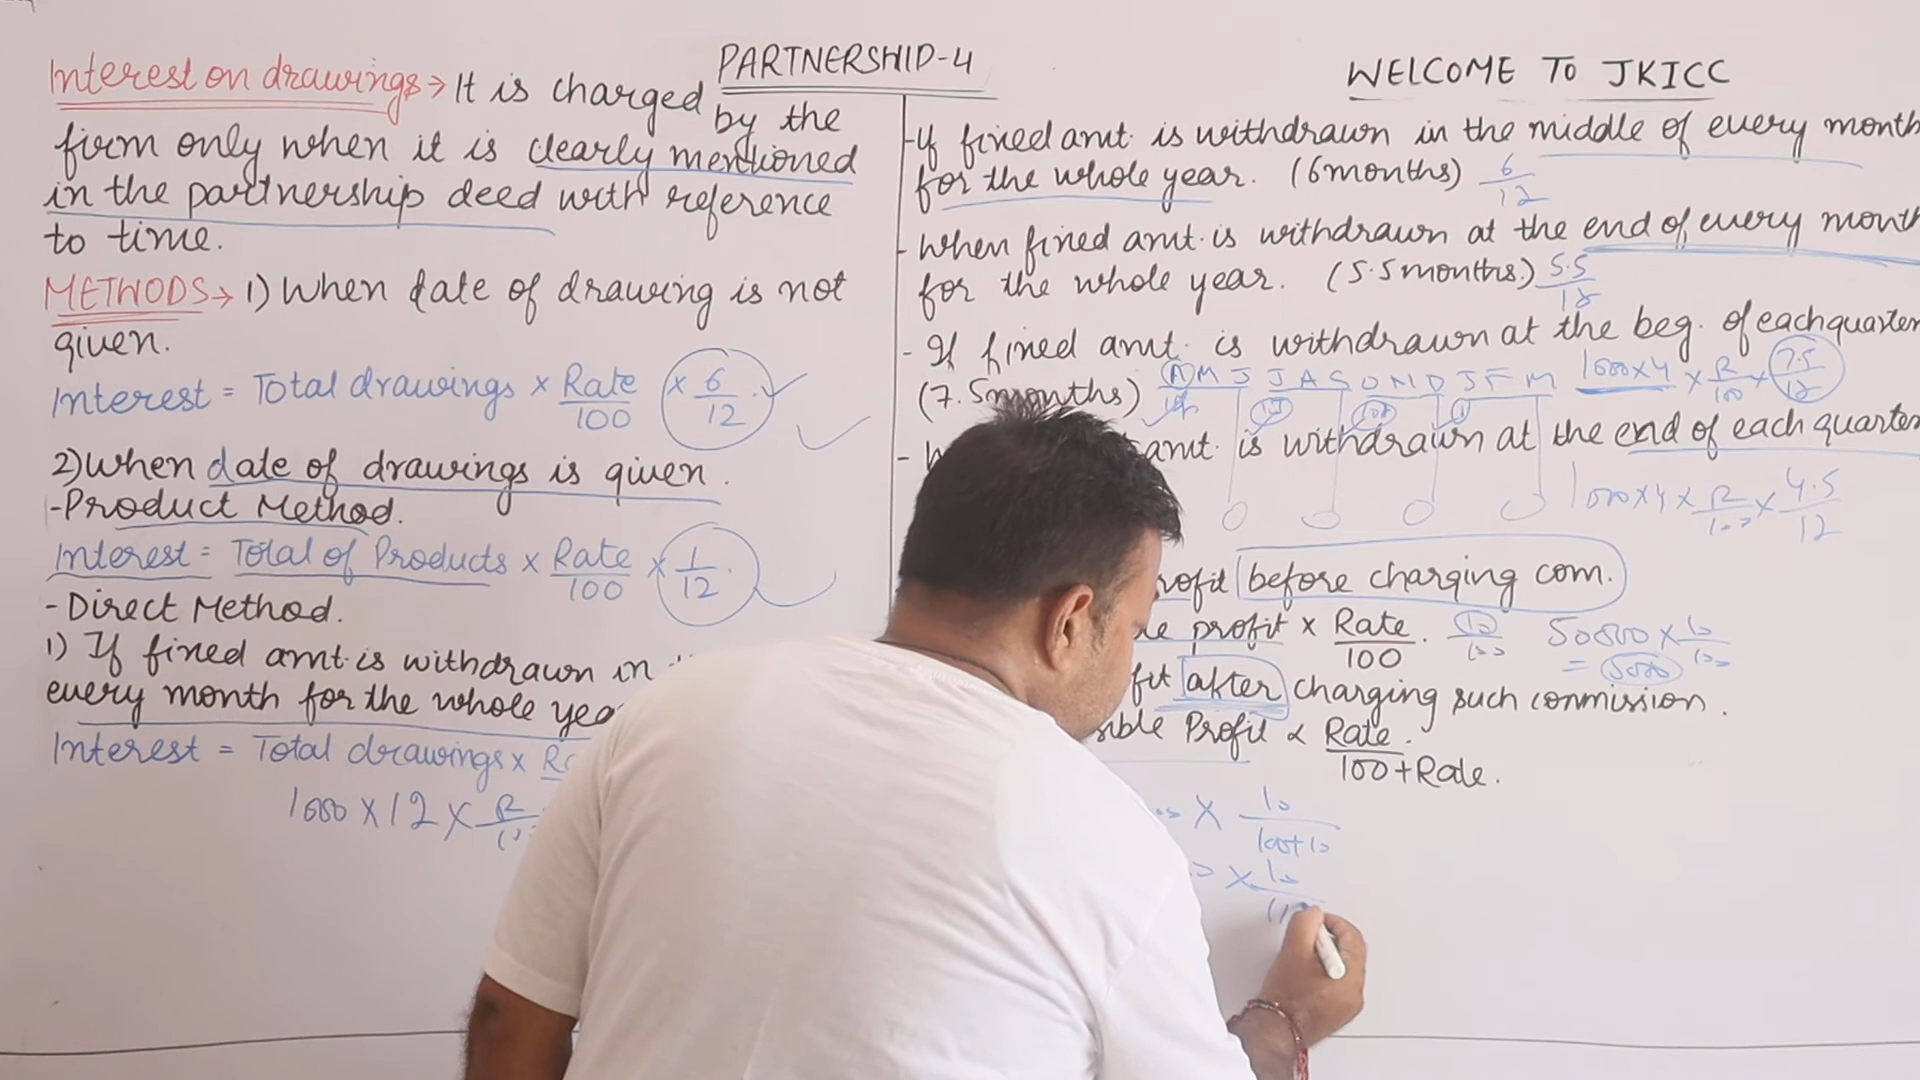 PARTNERSHIP-4
WELCOME TO JKICC
Interest on drawings → It is charged by the
firm only when it is clearly mentioned
in the partnership deed with reference
to time.
METHODS → 1) When date of drawing is not
given.
Interest = Total drawings × Rate/100 × 6/12
2) When date of drawings is given.
- Product Method.
Interest = Total of Products × Rate/100 × 1/12
- Direct Method.
1) If fixed amt. is withdrawn in
every month for the whole
Interest = Total drawings ×
1000 × 12 × R
- If fixed amt. is withdrawn in the middle of every month
for the whole year. (6 months) 6/12
- When fixed amt. is withdrawn at the end of every month
for the whole year. (5.5 months.) 5.5/12
- If fixed amt. is withdrawn at the beg. of each quarter
(7.5 months) A M J J A S O N D J F M 1000×4 × R/100 × 7.5/12
amt. is withdrawn at the end of each quarter
1000×4 × R/100 × 4.5/12
before charging com.
profit × Rate/100. 10/100 50000 × 10/100
= 5000
after charging such commission.
Profit × Rate/100+Rate.
× 10/100+10
× 10